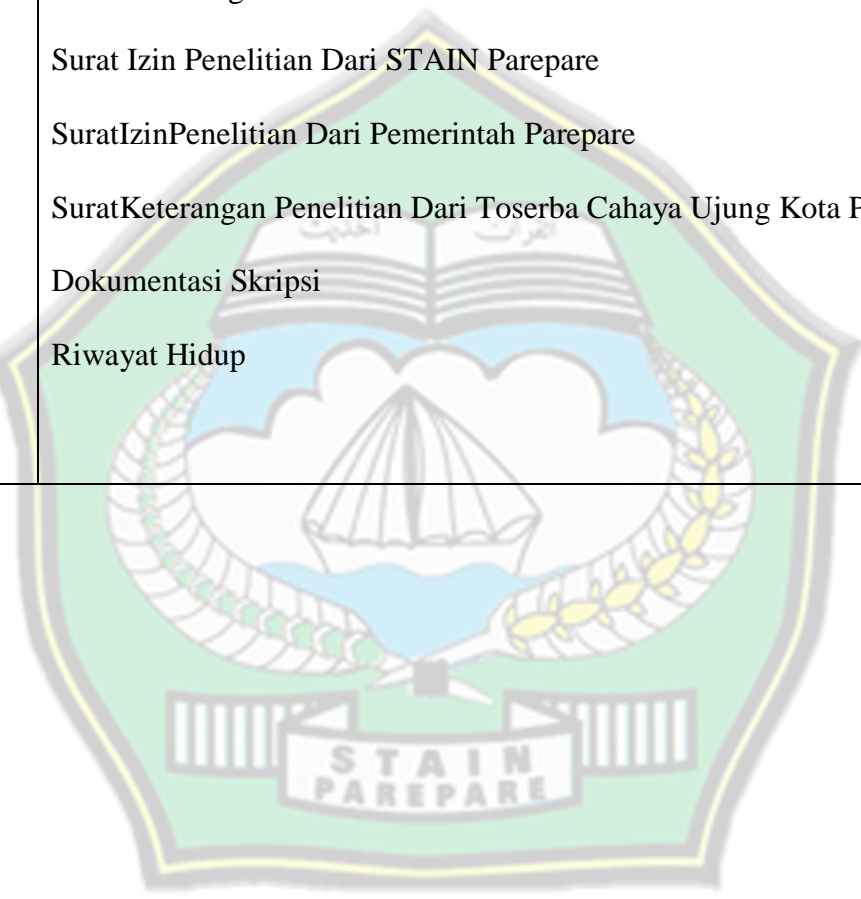 Surat Izin Penelitian Dari STAIN Parepare
SuratIzinPenelitian Dari Pemerintah Parepare
SuratKeterangan Penelitian Dari Toserba Cahaya Ujung Kota
Dokumentasi Skripsi
Riwayat Hidup
STAIN
PAREPARE